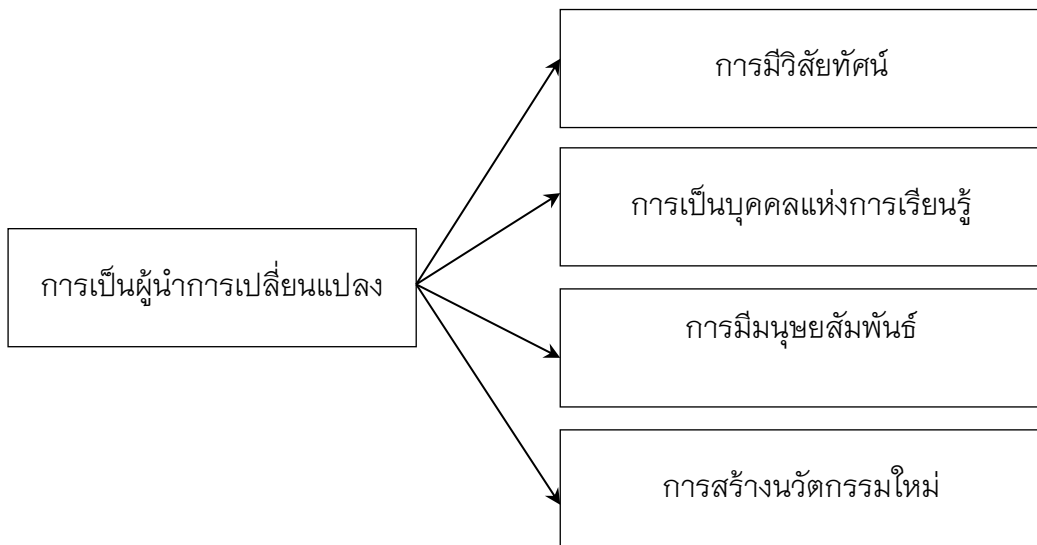 การมีวิสัยทัศน์
การเป็นบุคคลแห่งการเรียนรู้
การเป็นผู้นำการเปลี่ยนแปลง
การมีมนุษยสัมพันธ์
การสร้างนวัตกรรมใหม่